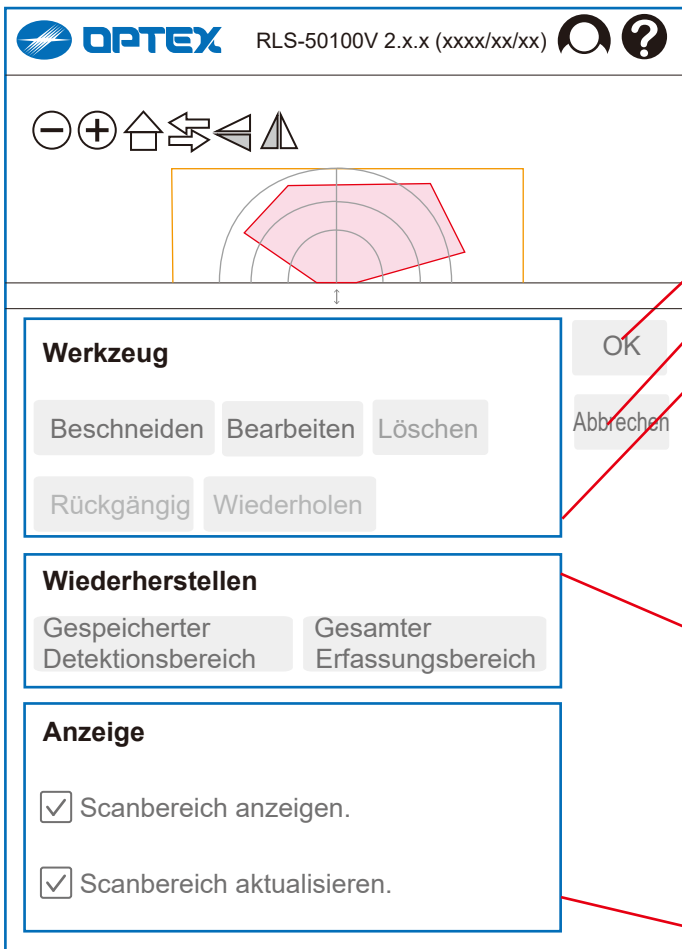 OPTEX RLS-50100V 2.x.x (xxxx/xx/xx) ?
Werkzeug
OK
Beschneiden Bearbeiten Löschen
Abbrechen
Rückgängig Wiederholen
Wiederherstellen
Gespeicherter
Detektionsbereich
Gesamter
Erfassungsbereich
Anzeige
Scanbereich anzeigen.
Scanbereich aktualisieren.